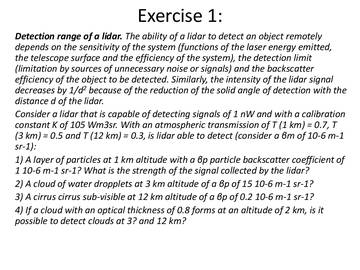 Exercise 1:
Detection range of a lidar. The ability of a lidar to detect an object remotely
depends on the sensitivity of the system (functions of the laser energy emitted,
the telescope surface and the efficiency of the system), the detection limit
(limitation by sources of unnecessary noise or signals) and the backscatter
efficiency of the object to be detected. Similarly, the intensity of the lidar signal
decreases by 1/d² because of the reduction of the solid angle of detection with the
distance d of the lidar.
Consider a lidar that is capable of detecting signals of 1 nW and with a calibration
constant K of 105 Wm3sr. With an atmospheric transmission of T (1 km) = 0.7, T
(3 km) = 0.5 and T (12 km) = 0.3, is lidar able to detect (consider a βm of 10-6 m-1
sr-1):
1) A layer of particles at 1 km altitude with a βp particle backscatter coefficient of
1 10-6 m-1 sr-1? What is the strength of the signal collected by the lidar?
2) A cloud of water droplets at 3 km altitude of a βp of 15 10-6 m-1 sr-1?
3) A cirrus cirrus sub-visible at 12 km altitude of a βp of 0.2 10-6 m-1 sr-1?
4) If a cloud with an optical thickness of 0.8 forms at an altitude of 2 km, is it
possible to detect clouds at 3? and 12 km?